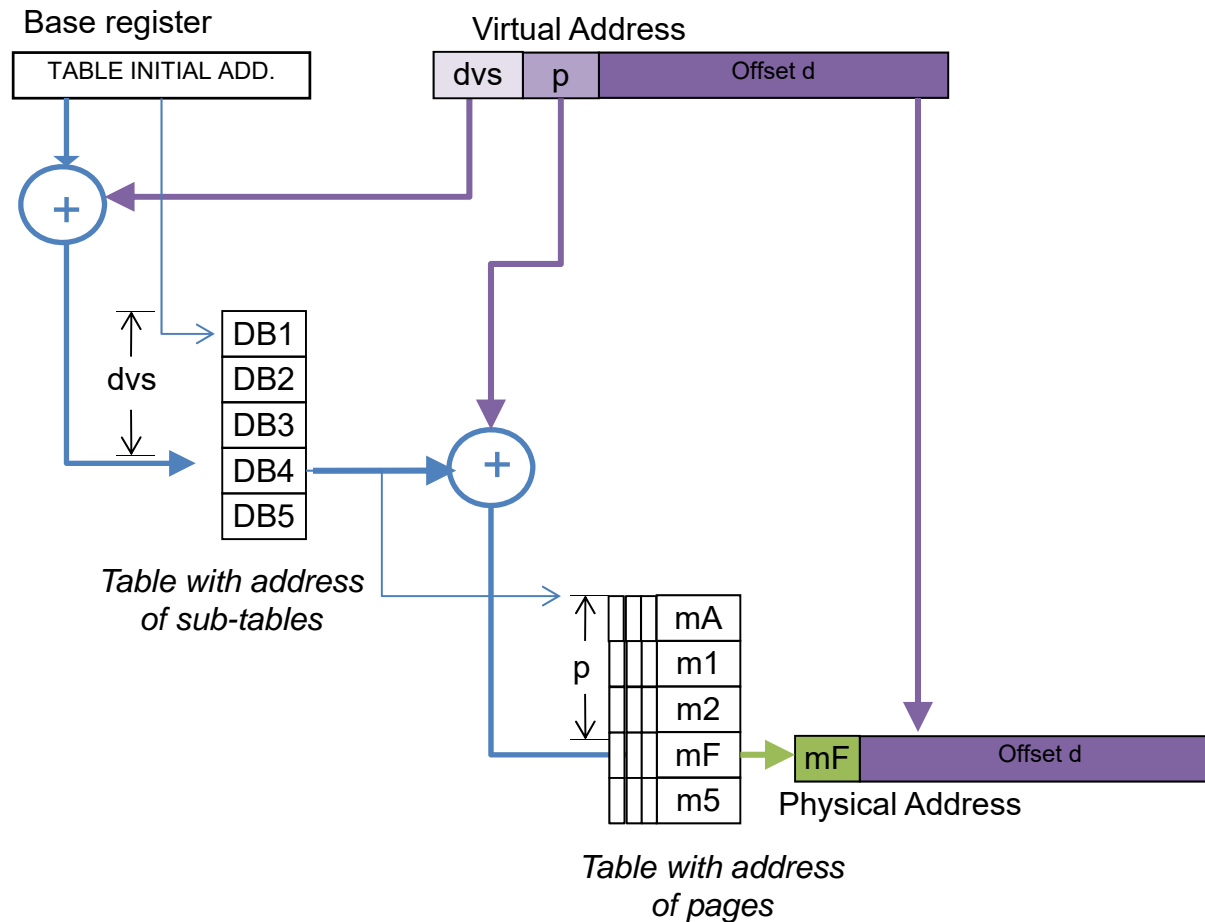 Base register
Virtual Address
TABLE INITIAL ADD.
dvs
p
Offset d
+
DB1
dvs
DB2
DB3
DB4
+
DB5
Table with address
of sub-tables
mA
p
m1
m2
mF
mF
Offset d
m5
Physical Address
Table with address
of pages